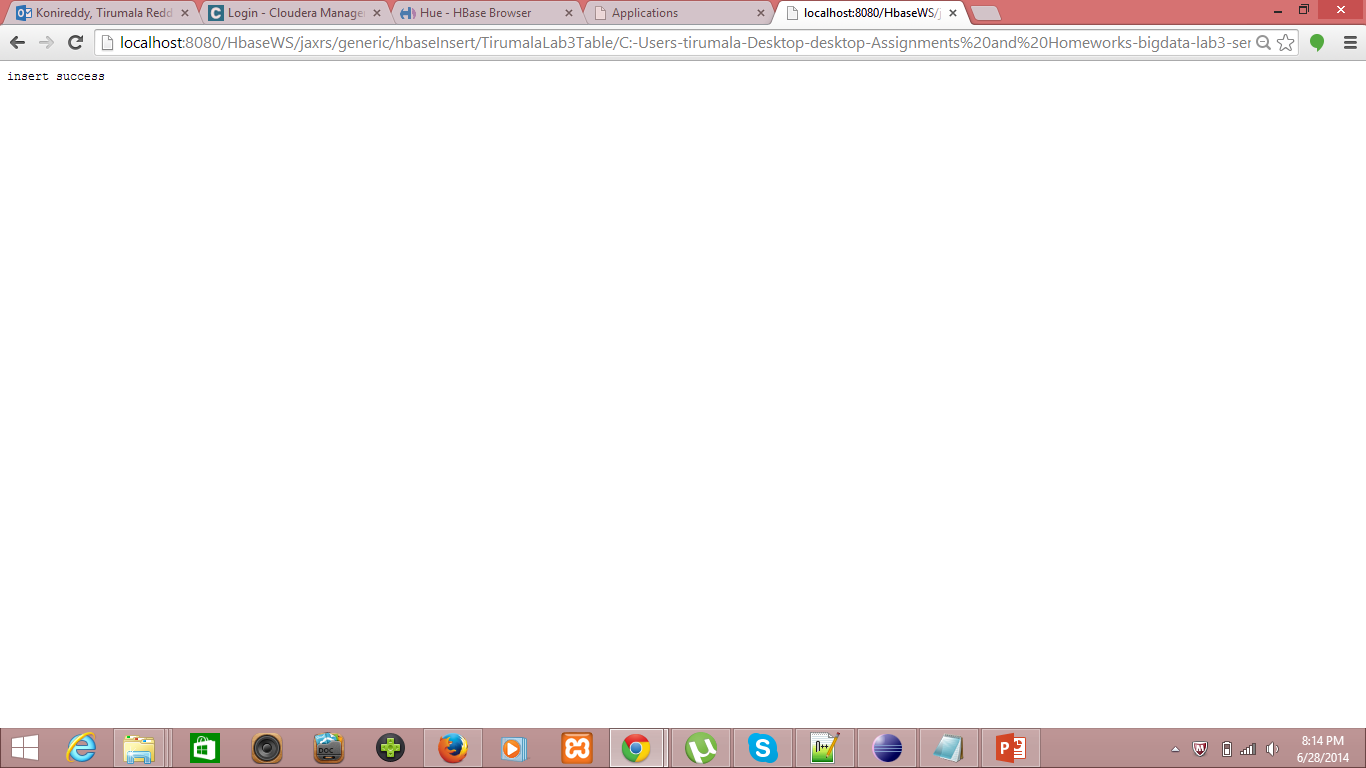 Konireddy, Tirumala Redd
Login - Cloudera Manage
Hue - HBase Browser
Applications
localhost:8080/HbaseWS/j
localhost:8080/HbaseWS/jaxrs/generic/hbaseInsert/TirumalaLab3Table/C:-Users-tirumala-Desktop-desktop-Assignments%20and%20Homeworks-bigdata-lab3-ser
insert success
DOC
N++
8:14 PM
6/28/2014